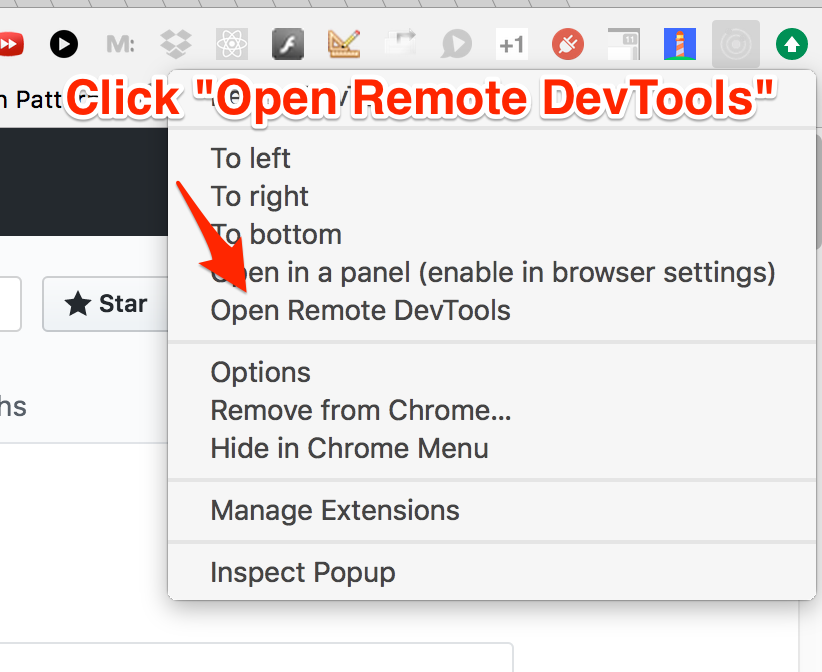 M:
+1
11
n Patt
Click "Open Remote DevTools"
To left
To right
To bottom
Open in a panel (enable in browser settings)
Open Remote DevTools
Star
Options
hs
Remove from Chrome...
Hide in Chrome Menu
Manage Extensions
Inspect Popup